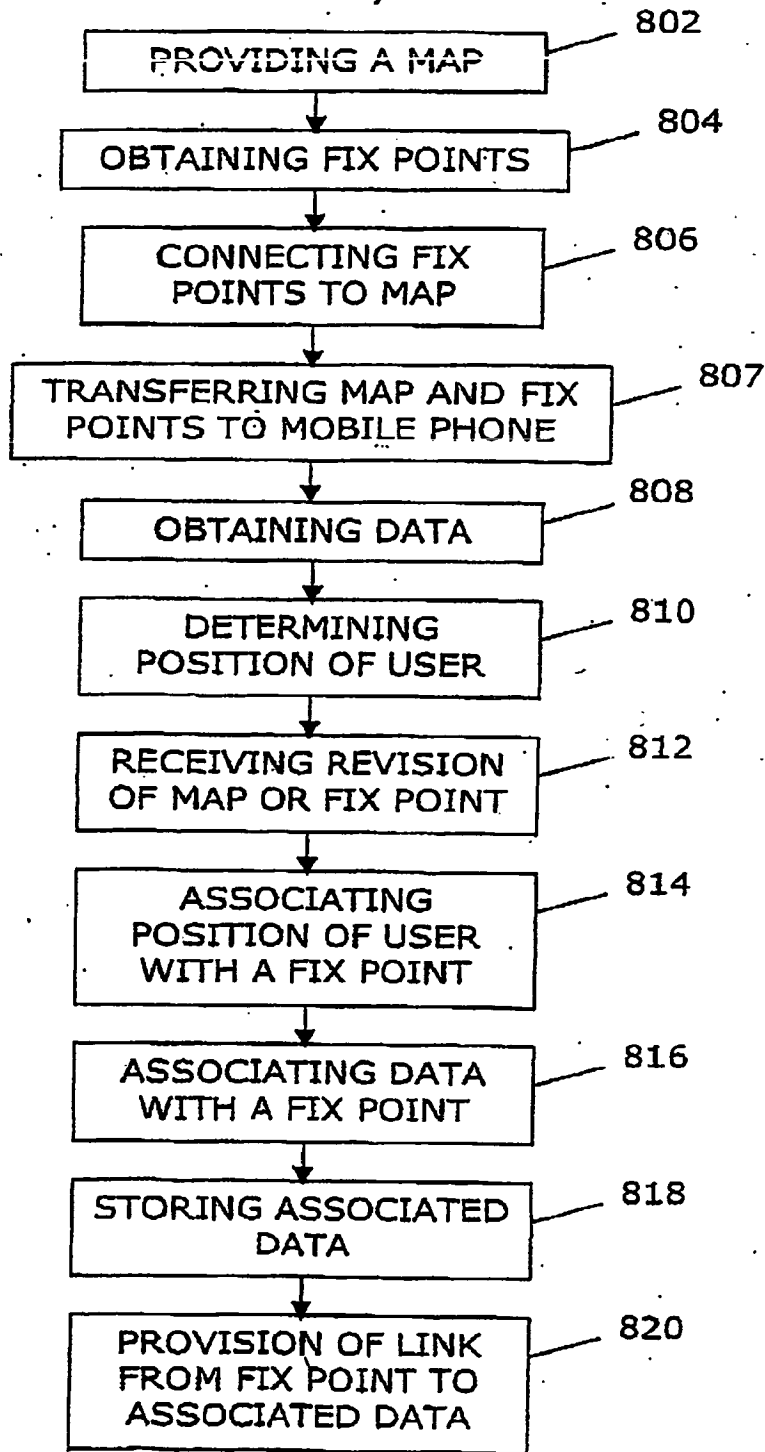 802
PROVIDING A MAP
804
OBTAINING FIX POINTS
806
CONNECTING FIX
POINTS TO MAP
807
TRANSFERRING MAP AND FIX
POINTS TO MOBILE PHONE
808
OBTAINING DATA
810
DETERMINING
POSITION OF USER
812
RECEIVING REVISION
OF MAP OR FIX POINT
814
ASSOCIATING
POSITION OF USER
WITH A FIX POINT
816
ASSOCIATING DATA
WITH A FIX POINT
818
STORING ASSOCIATED
DATA
820
PROVISION OF LINK
FROM FIX POINT TO
ASSOCIATED DATA